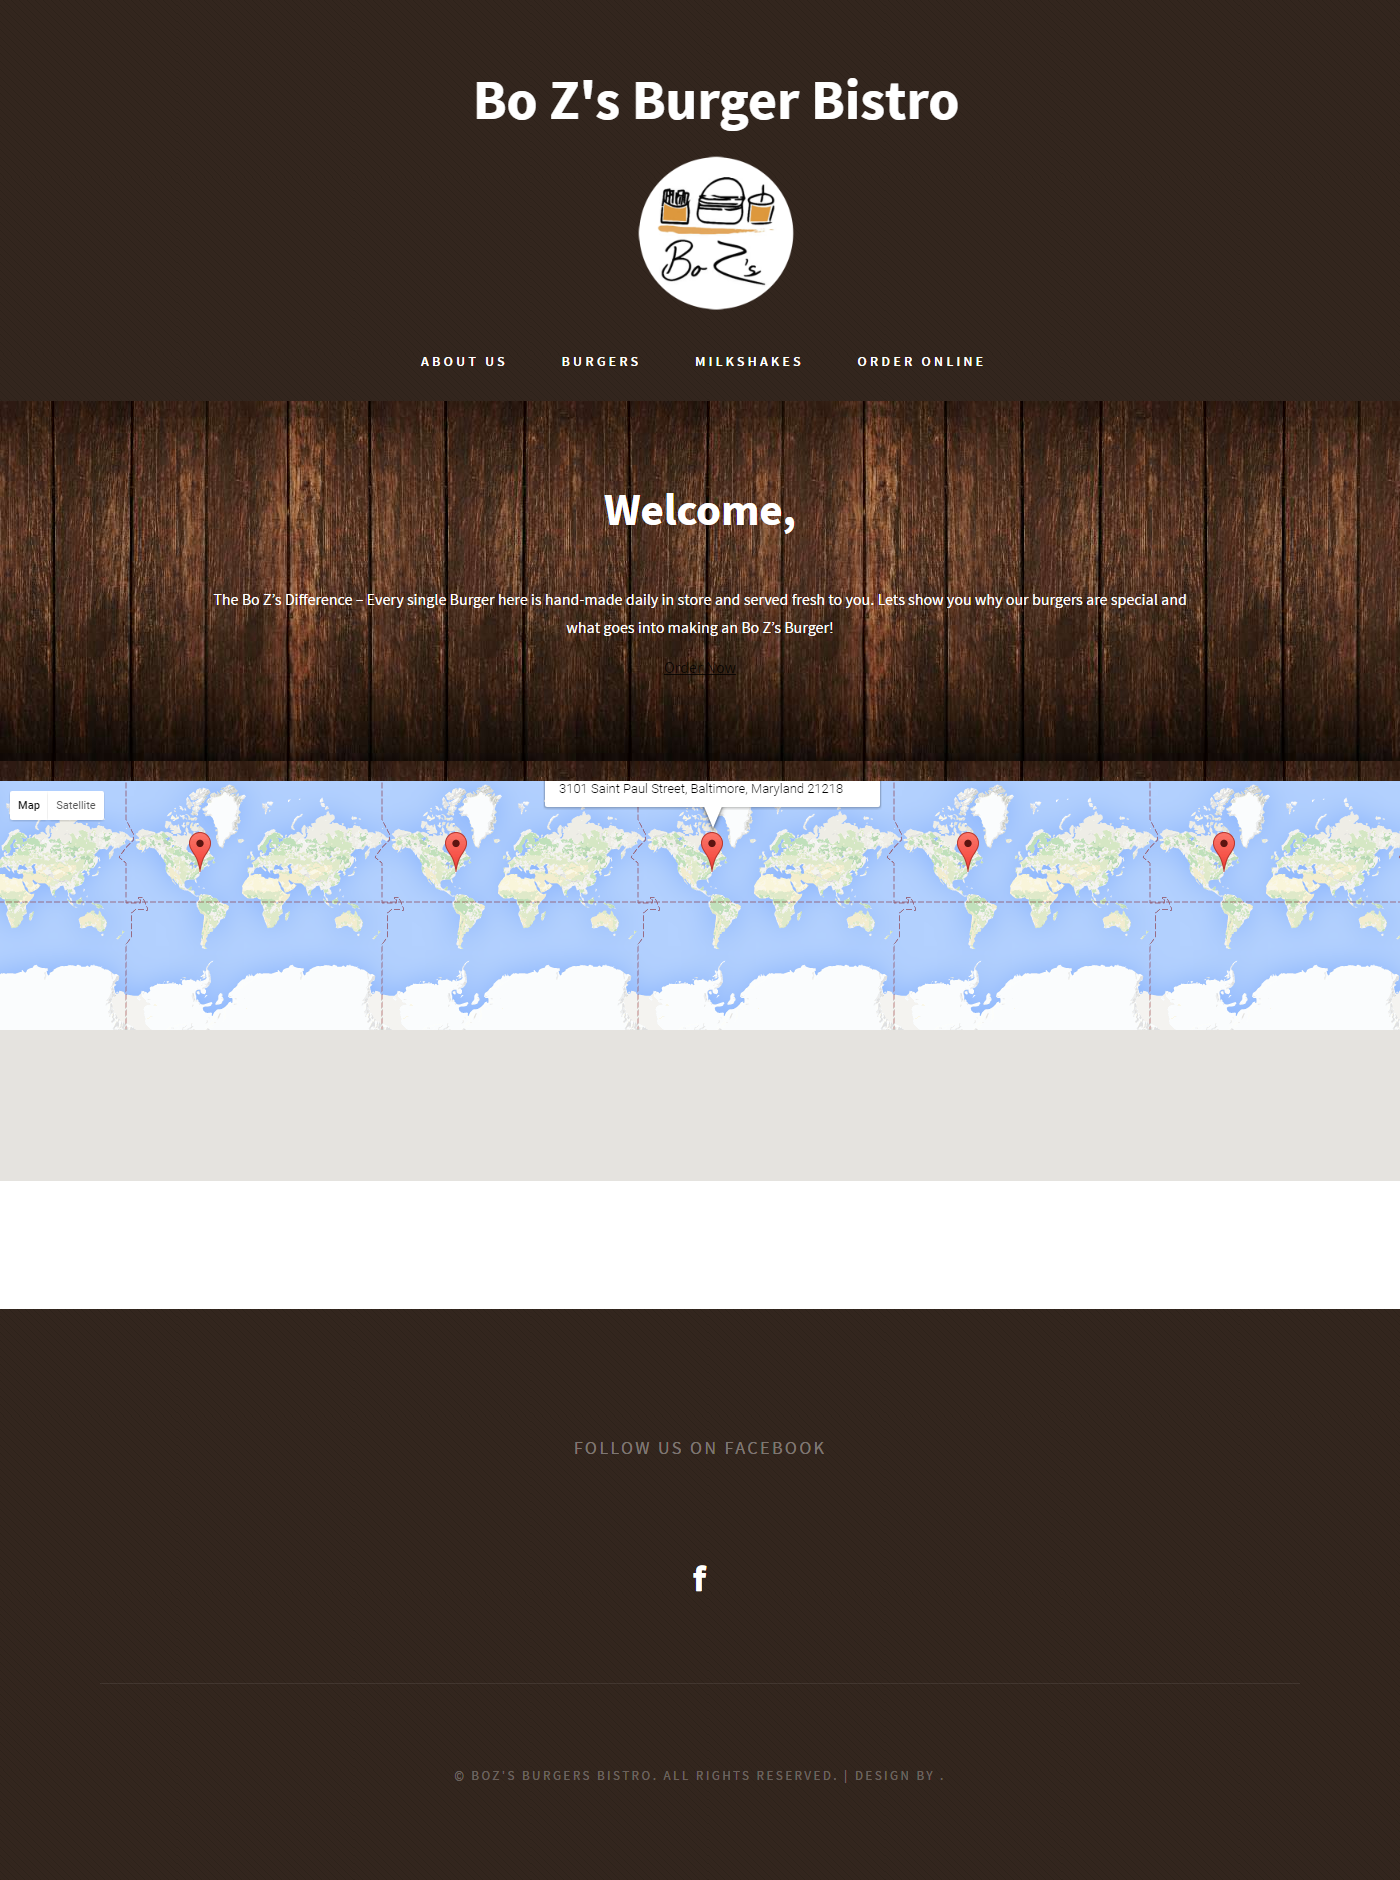 Bo Z's Burger Bistro
Bo Z's
ABOUT US BURGERS MILKSHAKES ORDER ONLINE
Welcome,
The Bo Z’s Difference – Every single Burger here is hand-made daily in store and served fresh to you. Lets show you why our burgers are special and
what goes into making an Bo Z’s Burger!
Order Now
Map Satellite
3101 Saint Paul Street, Baltimore, Maryland 21218
FOLLOW US ON FACEBOOK
f
© BOZ'S BURGERS BISTRO. ALL RIGHTS RESERVED. | DESIGN BY .